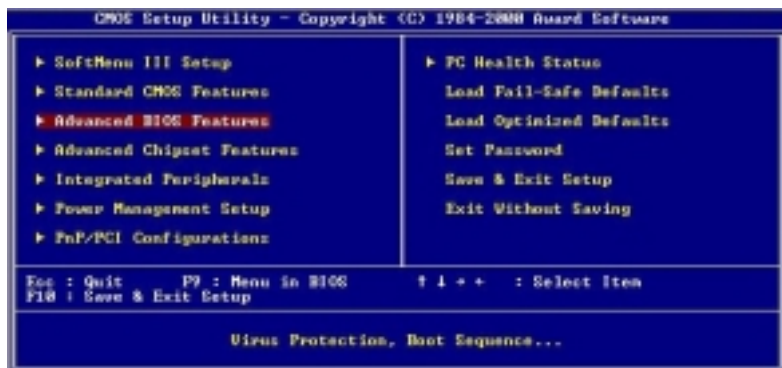 CMOS Setup Utility - Copyright (C) 1984-2000 Award Software
SoftMenu III Setup
Standard CMOS Features
Advanced BIOS Features
Advanced Chipset Features
Integrated Peripherals
Power Management Setup
PnP/PCI Configurations
PC Health Status
Load Fail-Safe Defaults
Load Optimized Defaults
Set Password
Save & Exit Setup
Exit Without Saving
Esc : Quit F9 : Menu in BIOS ↑ ↓ → ← : Select Item
F10 : Save & Exit Setup
Virus Protection, Boot Sequence...